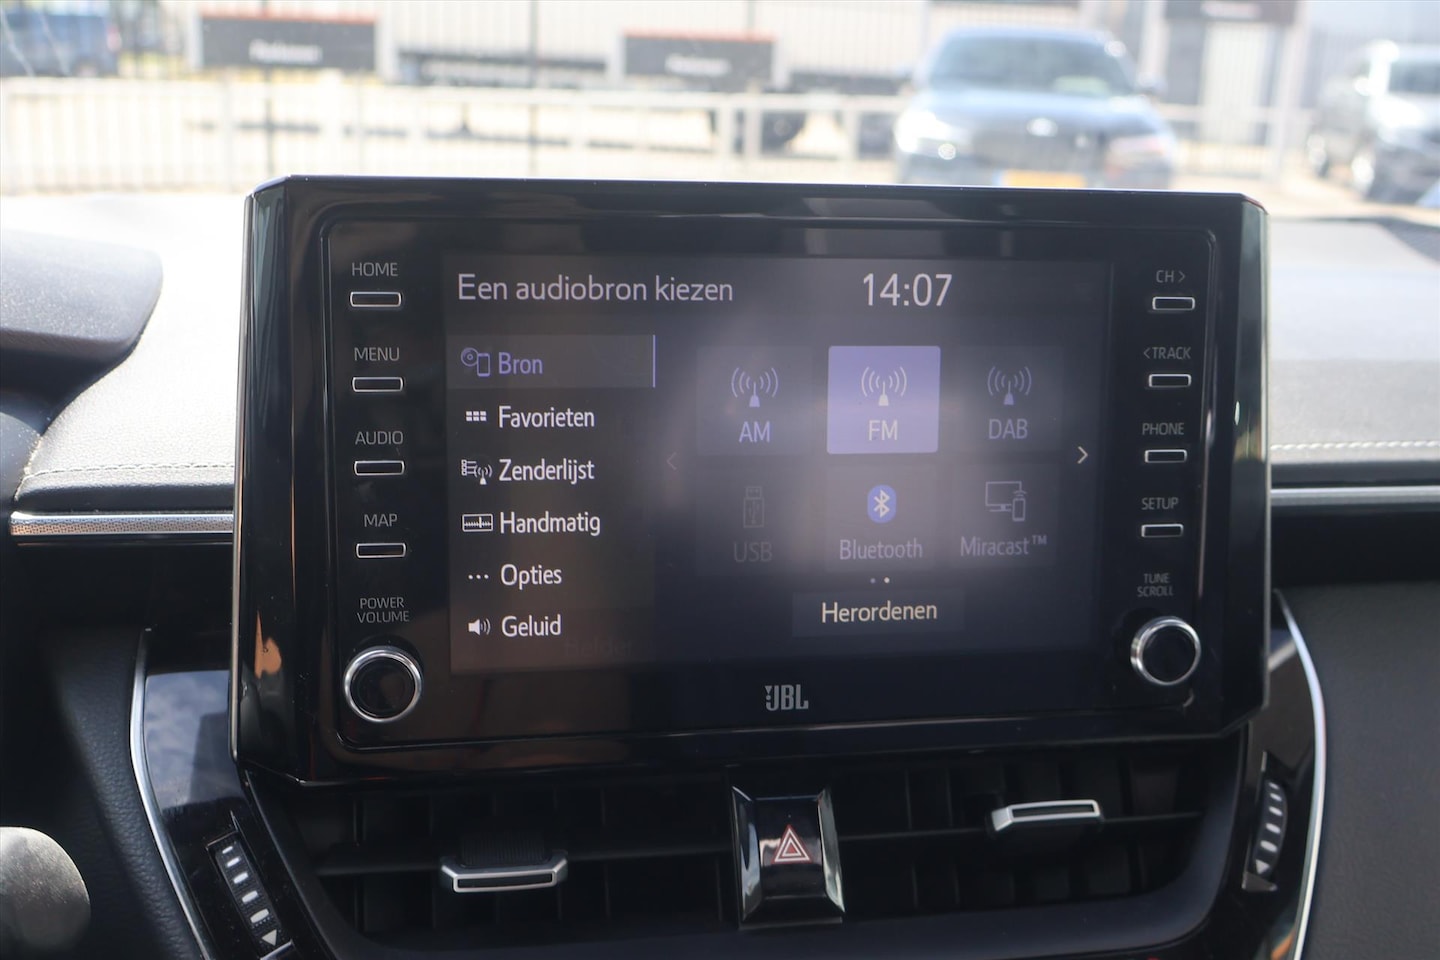 HOME
MENU
AUDIO
MAP
POWER
VOLUME
Een audiobron kiezen
14:07
Bron
Favorieten
Zenderlijst
Handmatig
Opties
Geluid
AM
FM
DAB
USB
Bluetooth
Miracast™
Herordenen
JBL
CH >
< TRACK
PHONE
SETUP
TUNE
SCROLL